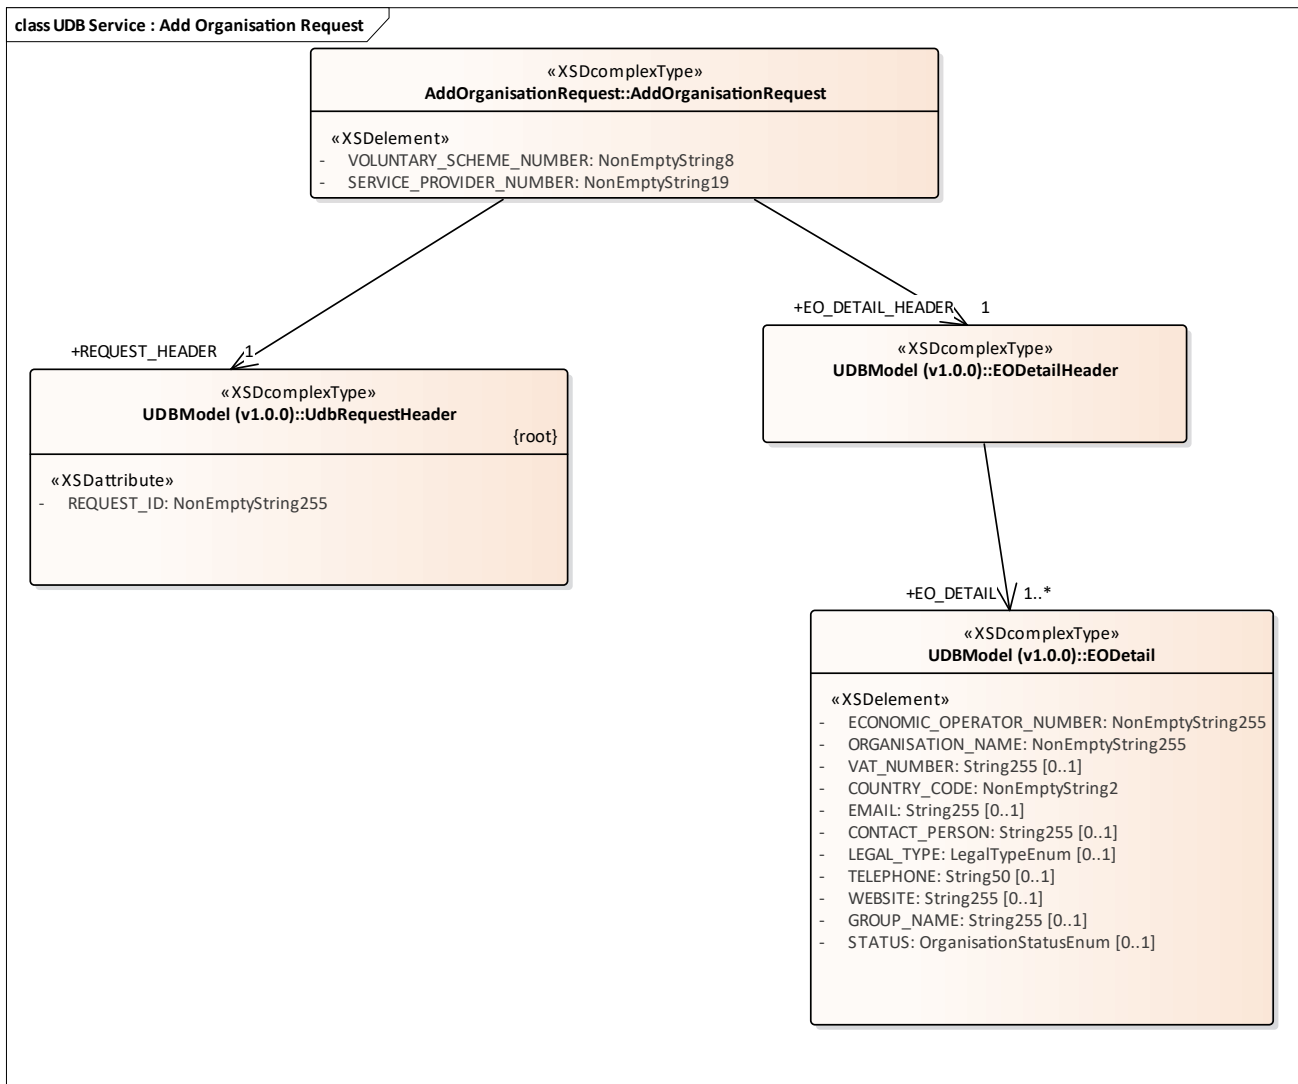 class UDB Service : Add Organisation Request
«XSDcomplexType»
AddOrganisationRequest::AddOrganisationRequest
«XSDelement»
- VOLUNTARY_SCHEME_NUMBER: NonEmptyString8
- SERVICE_PROVIDER_NUMBER: NonEmptyString19
+REQUEST_HEADER 1
«XSDcomplexType»
UDBModel (v1.0.0)::UdbRequestHeader
{root}
«XSDattribute»
- REQUEST_ID: NonEmptyString255
+EO_DETAIL_HEADER 1
«XSDcomplexType»
UDBModel (v1.0.0)::EODetailHeader
+EO_DETAIL 1..*
«XSDcomplexType»
UDBModel (v1.0.0)::EODetail
«XSDelement»
- ECONOMIC_OPERATOR_NUMBER: NonEmptyString255
- ORGANISATION_NAME: NonEmptyString255
- VAT_NUMBER: String255 [0..1]
- COUNTRY_CODE: NonEmptyString2
- EMAIL: String255 [0..1]
- CONTACT_PERSON: String255 [0..1]
- LEGAL_TYPE: LegalTypeEnum [0..1]
- TELEPHONE: String50 [0..1]
- WEBSITE: String255 [0..1]
- GROUP_NAME: String255 [0..1]
- STATUS: OrganisationStatusEnum [0..1]